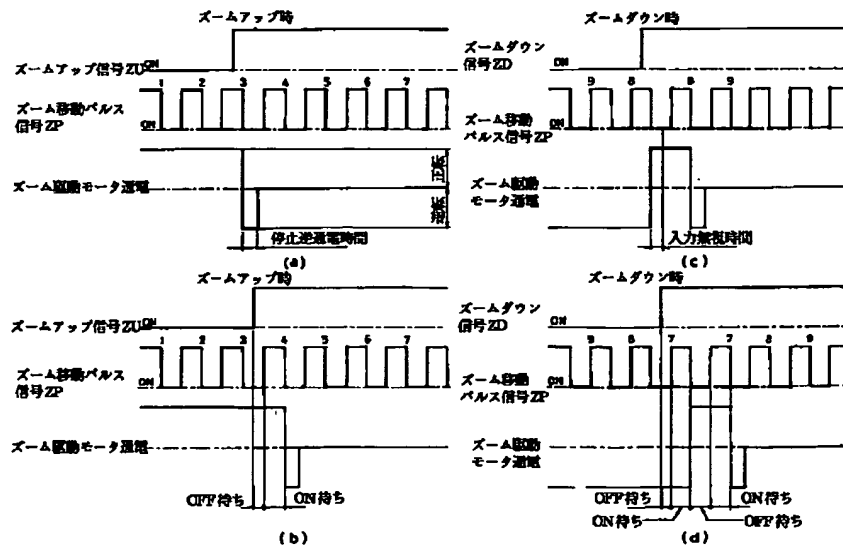 ズームアップ時
ズームアップ信号ZU
ON
1 2 3 4 5 6 7
ズーム移動パルス
信号ZP
ON
ズーム駆動モータ通電
正転
逆転
停止逆通電時間
(a)
ズームダウン時
ズームダウン
信号ZD
ON
9 8 8 9
ズーム移動
パルス信号ZP
ON
ズーム駆動
モータ通電
入力無視時間
(c)
ズームアップ時
ズームアップ信号ZU
ON
1 2 3 4 5 6 7
ズーム移動パルス
信号ZP
ON
ズーム駆動モータ通電
OFF待ち
ON待ち
(b)
ズームダウン時
ズームダウン
信号ZD
ON
9 8 7 7 8 9
ズーム移動
パルス信号ZP
ON
ズーム駆動
モータ通電
OFF待ち
ON待ち
ON待ち
OFF待ち
(d)